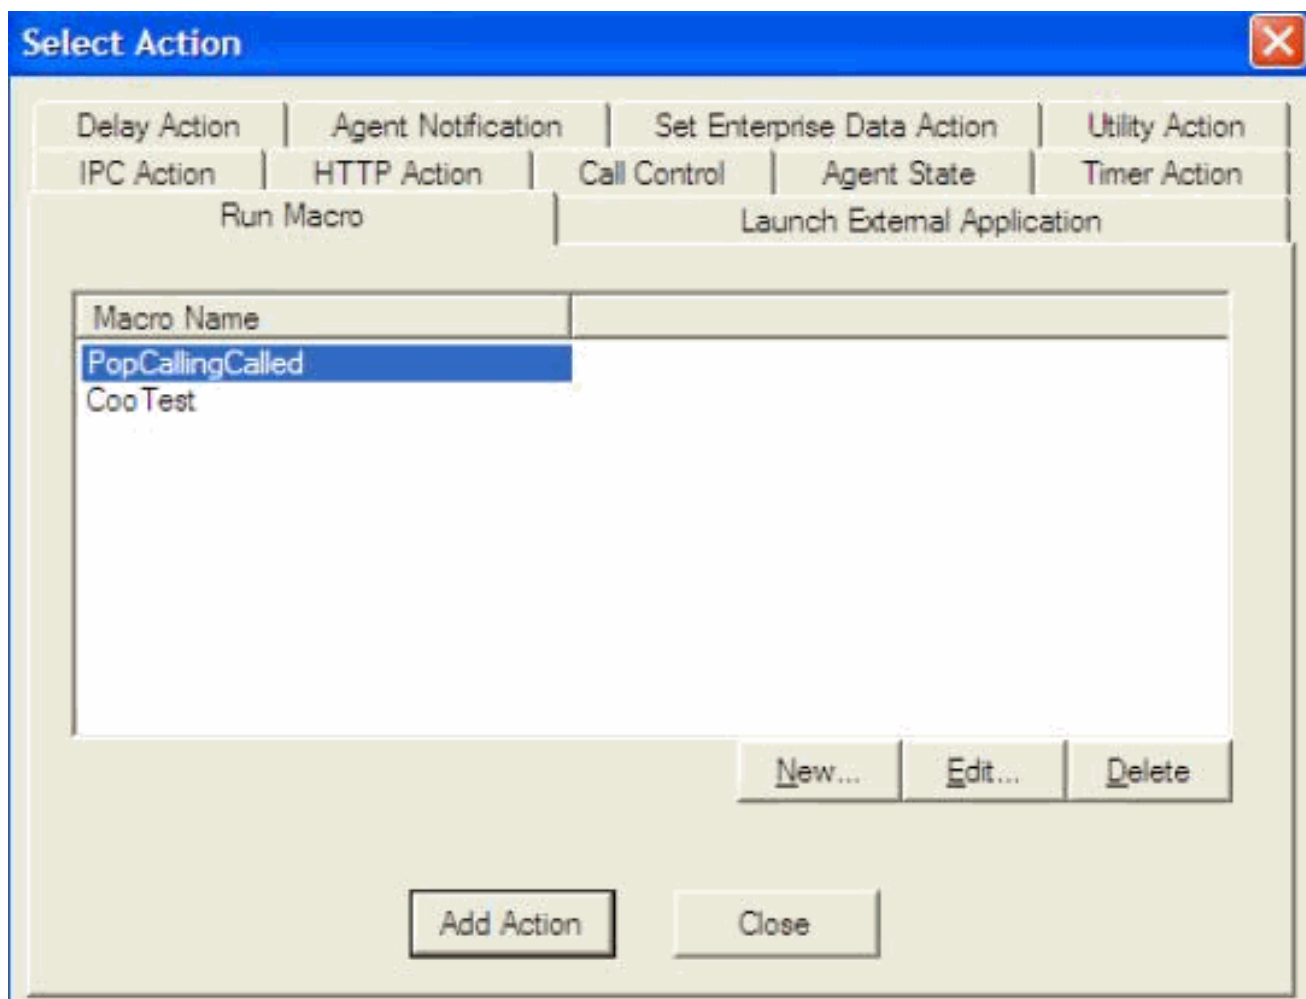 Select Action
Delay Action Agent Notification Set Enterprise Data Action Utility Action
IPC Action HTTP Action Call Control Agent State Timer Action
Run Macro Launch External Application
Macro Name
PopCallingCalled
CooTest
New... Edit... Delete
Add Action Close